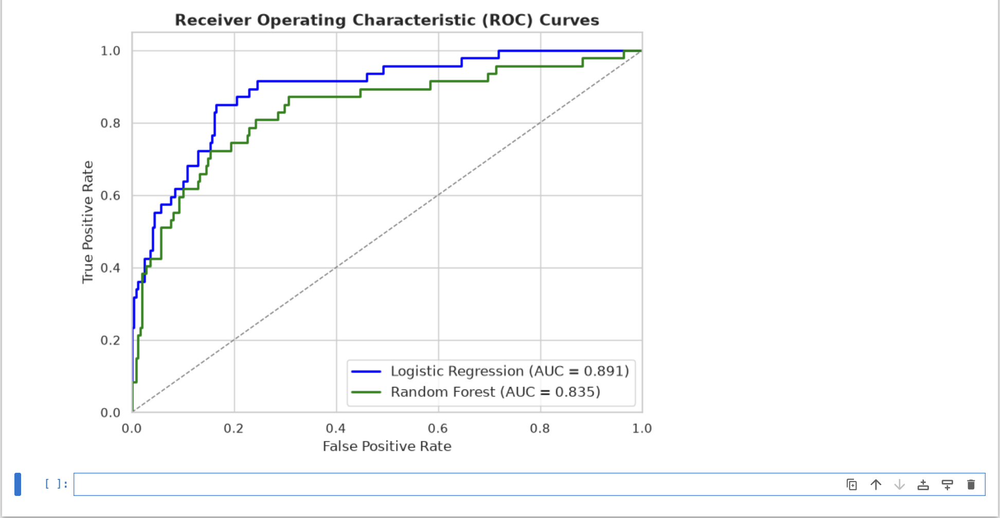 Receiver Operating Characteristic (ROC) Curves
1.0
0.8
0.6
0.4
0.2
0.0
True Positive Rate
Logistic Regression (AUC = 0.891)
Random Forest (AUC = 0.835)
0.0 0.2 0.4 0.6 0.8 1.0
False Positive Rate
[ ]: